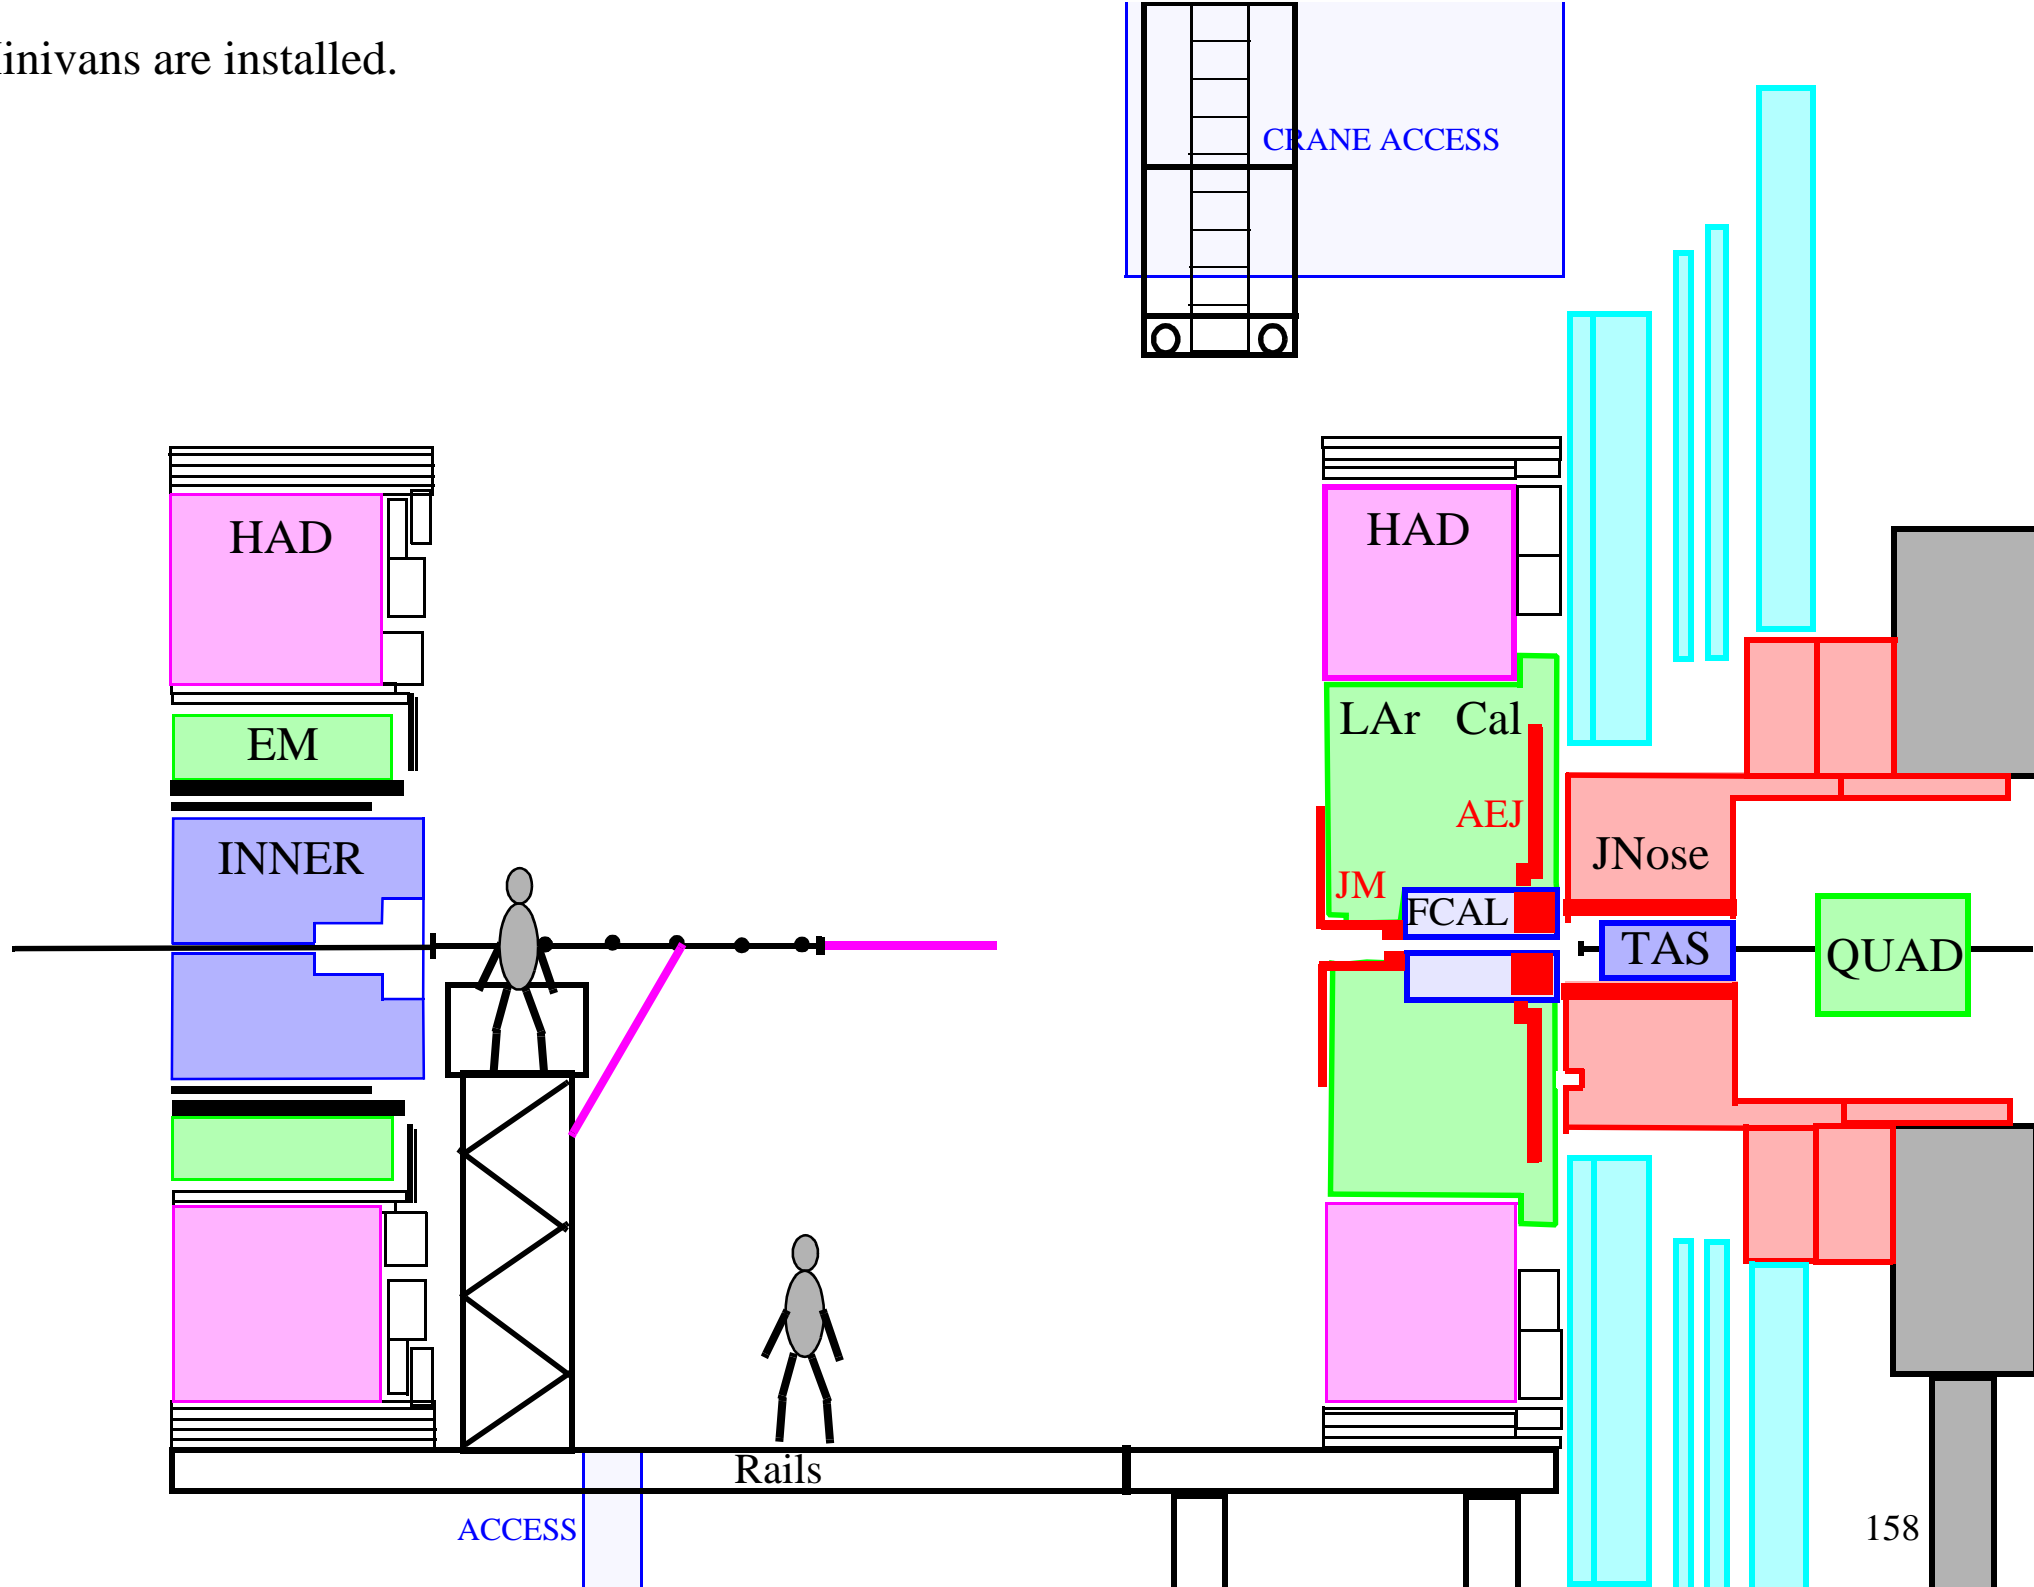 inivans are installed.
CRANE ACCESS
HAD
HAD
EM
LAr Cal
AEJ
INNER
JM
JNose
FCAL
TAS
QUAD
Rails
ACCESS
158